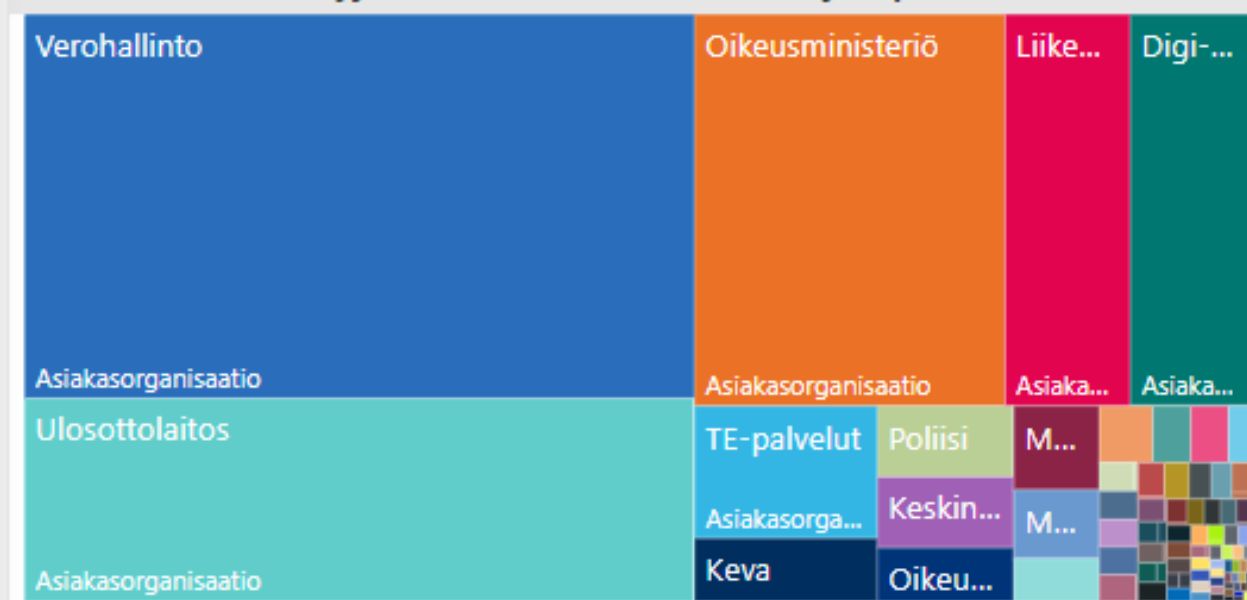 Verohallinto
Asiakasorganisaatio
Ulosottolaitos
Asiakasorganisaatio
Oikeusministeriö
Asiakasorganisaatio
Liike...
Asiaka...
Digi-...
Asiaka...
TE-palvelut
Asiakasorga...
Keva
Poliisi
Keskin...
Oikeu...
M...
M...